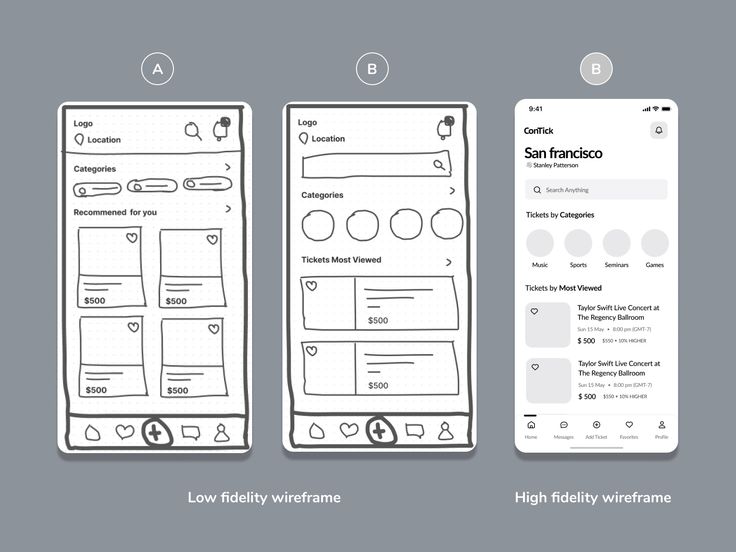 A
B
B
Logo
Location
Categories
Recommened for you
$500
$500
$500
$500
Logo
Location
Categories
Tickets Most Viewed
$500
$500
9:41
ConTick
San francisco
Stanley Patterson
Search Anything
Tickets by Categories
Music Sports Seminars Games
Tickets by Most Viewed
Taylor Swift Live Concert at
The Regency Ballroom
Sun 15 May • 8:00 pm (GMT-7)
$ 500 $550 + 10% HIGHER
Taylor Swift Live Concert at
The Regency Ballroom
Sun 15 May • 8:00 pm (GMT-7)
$ 500 $150 + 10% HIGHER
Home Messages Add Ticket Favorites Profile
Low fidelity wireframe
High fidelity wireframe